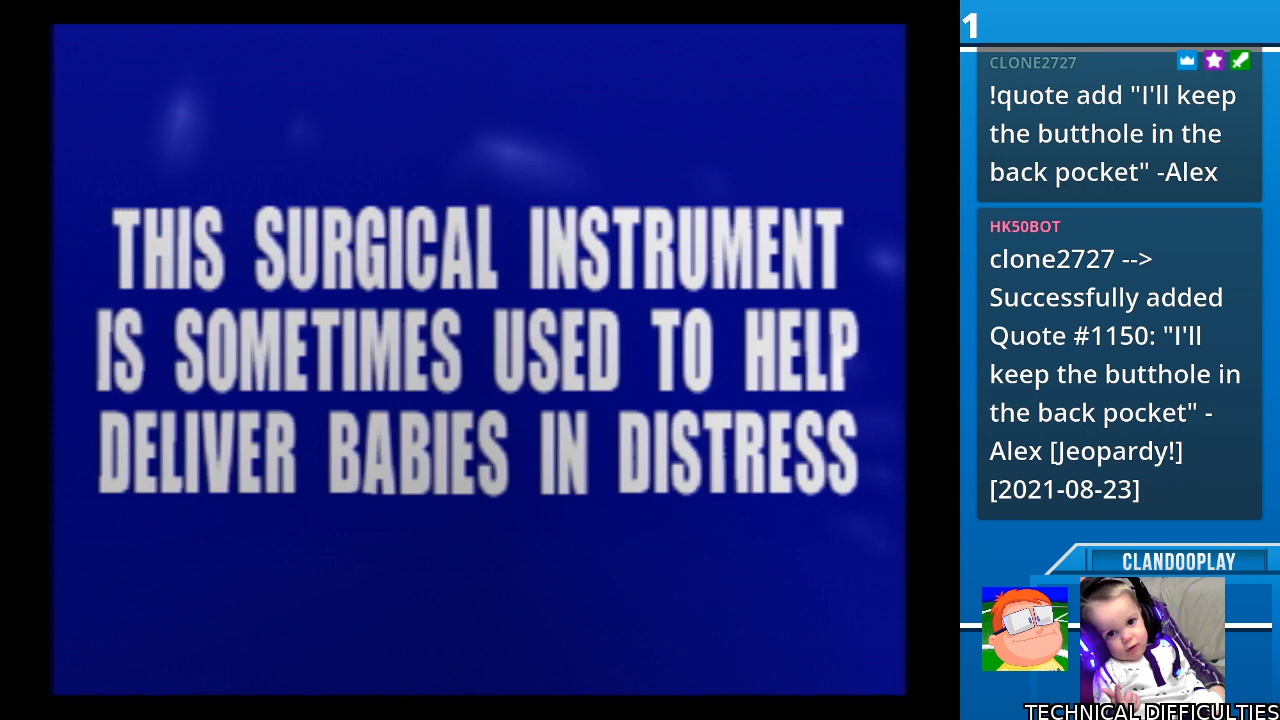 THIS SURGICAL INSTRUMENT
IS SOMETIMES USED TO HELP
DELIVER BABIES IN DISTRESS
1
CLONE2727
!quote add "I'll keep
the butthole in the
back pocket" -Alex
HK50BOT
clone2727 -->
Successfully added
Quote #1150: "I'll
keep the butthole in
the back pocket" -
Alex [Jeopardy!]
[2021-08-23]
CLANDOOPLAY
TECHNICAL DIFFICULTIES